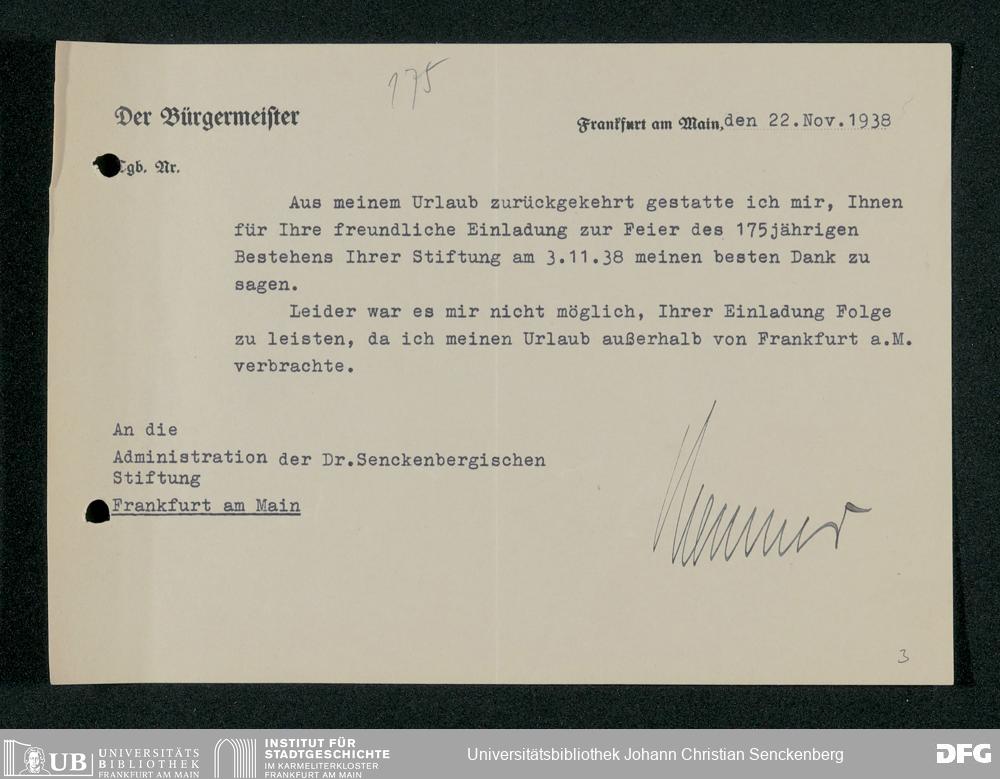 175
Der Bürgermeister
Frankfurt am Main, den 22.Nov.1938
Tgb. Nr.
Aus meinem Urlaub zurückgekehrt gestatte ich mir, Ihnen
für Ihre freundliche Einladung zur Feier des 175jährigen
Bestehens Ihrer Stiftung am 3.11.38 meinen besten Dank zu
sagen.
Leider war es mir nicht möglich, Ihrer Einladung Folge
zu leisten, da ich meinen Urlaub außerhalb von Frankfurt a.M.
verbrachte.
An die
Administration der Dr.Senckenbergischen
Stiftung
Frankfurt am Main
3
UB UNIVERSITÄTS
BIBLIOTHEK
FRANKFURT AM MAIN
INSTITUT FÜR
STADTGESCHICHTE
IM KARMELITERKLOSTER
FRANKFURT AM MAIN
Universitätsbibliothek Johann Christian Senckenberg
DFG